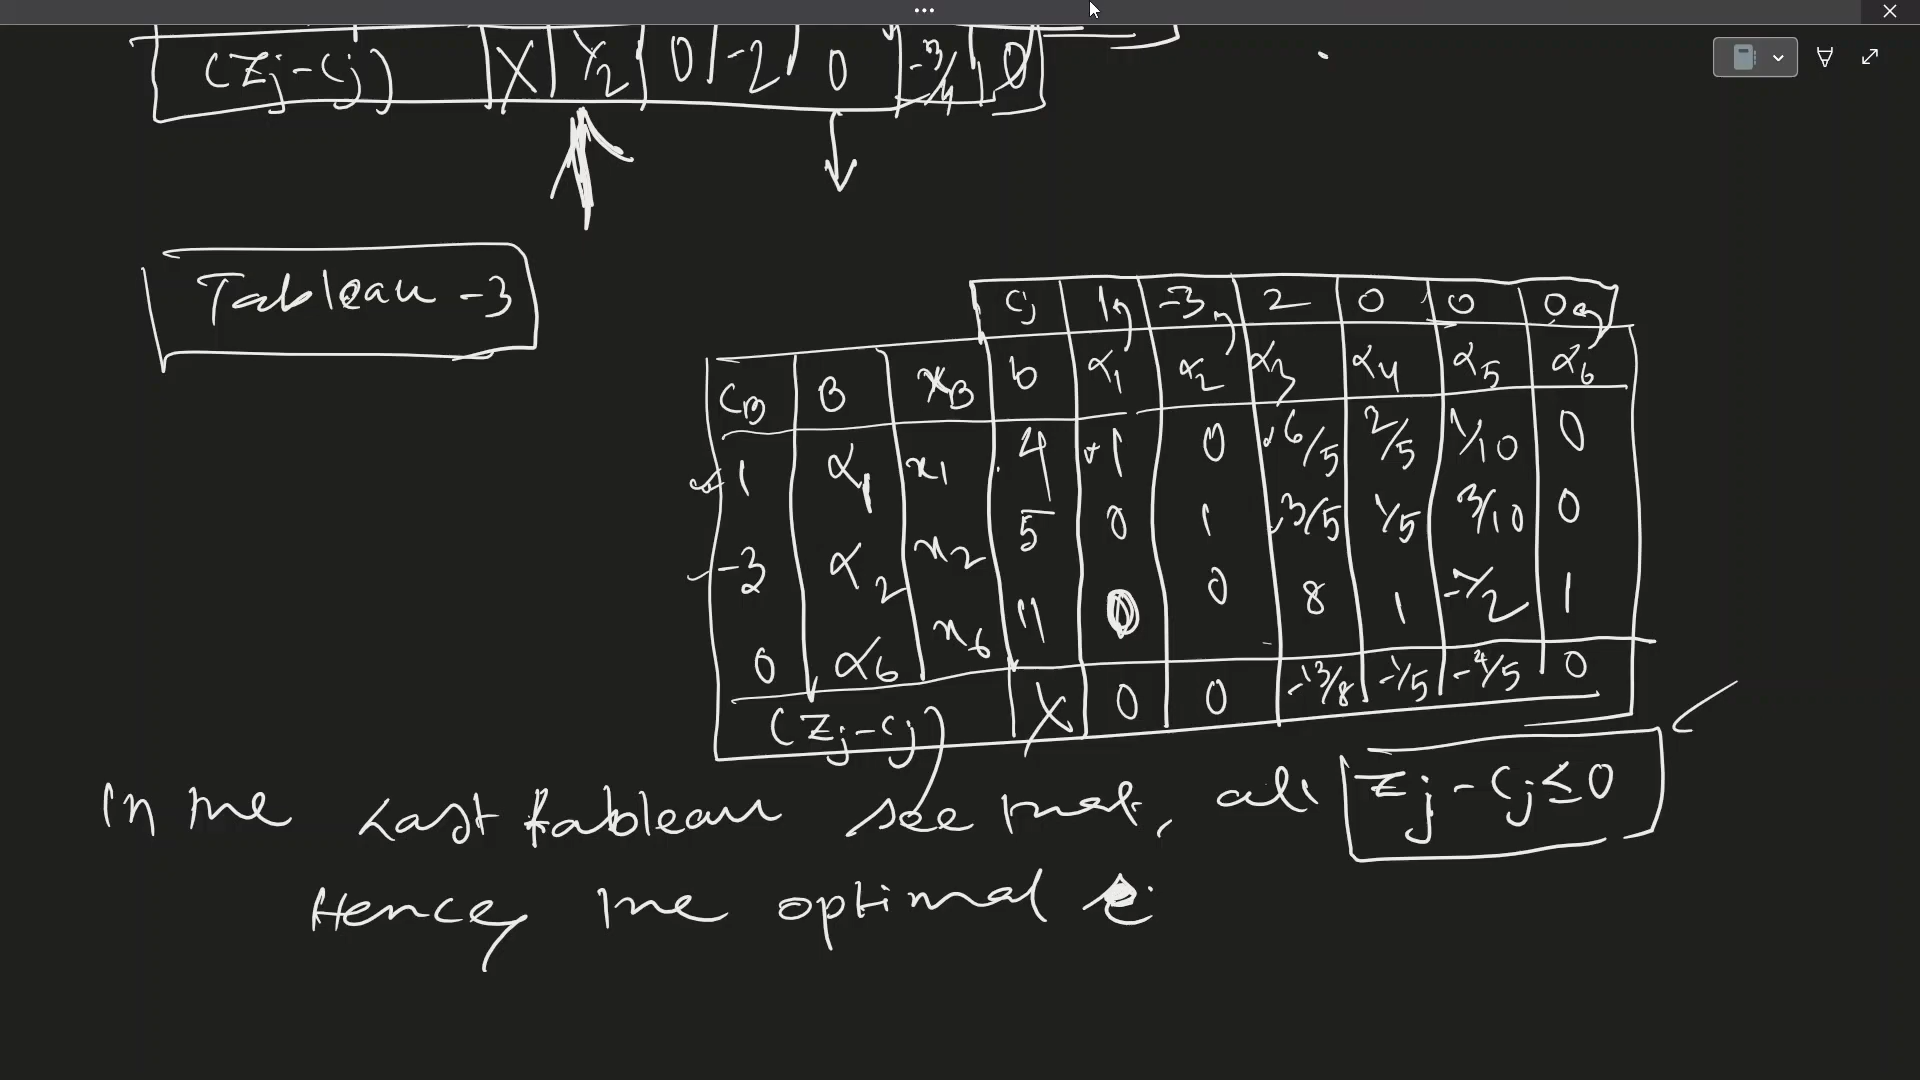 (Zj-Cj) X 1/2 0 -2 0 -3/4 0
Tableau -3
Cj 1 -3 2 0 0 0
CB B XB b α1 α2 α3 α4 α5 α6
1 α1 x1 4 1 0 6/5 2/5 1/10 0
-3 α2 x2 5 0 1 3/5 1/5 3/10 0
0 α6 x6 11 0 0 8 1 -1/2 1
(Zj-Cj) X 0 0 -13/8 -1/5 -4/5 0
In the Last tableau see that, all Zj - Cj ≤ 0
Hence, the optimal